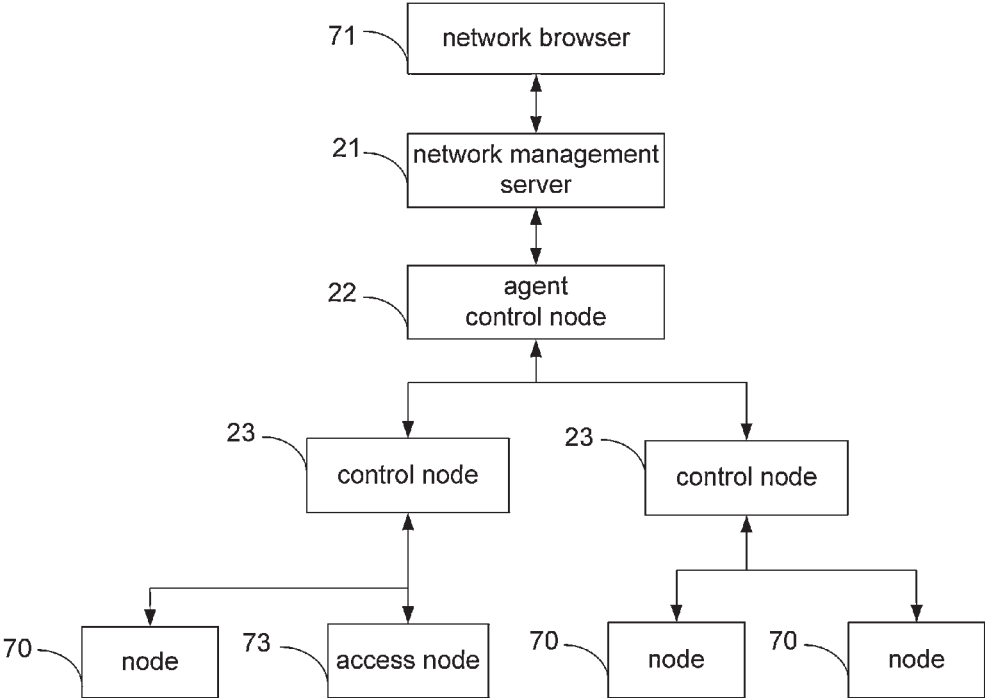 71
network browser
21
network management
server
22
agent
control node
23
control node
23
control node
70
node
73
access node
70
node
70
node